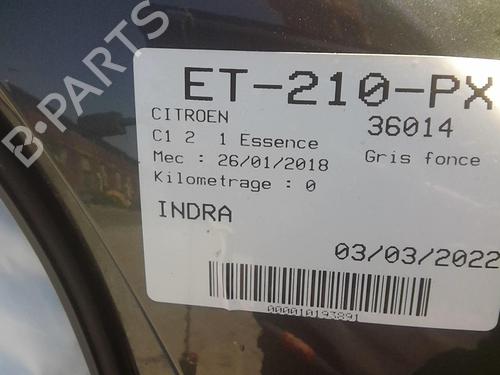 B-PARTS
ET-210-PX
CITROEN 36014
C1 2 1 Essence
Mec : 26/01/2018 Gris fonce
Kilometrage : 0
INDRA
03/03/2022
000010193891